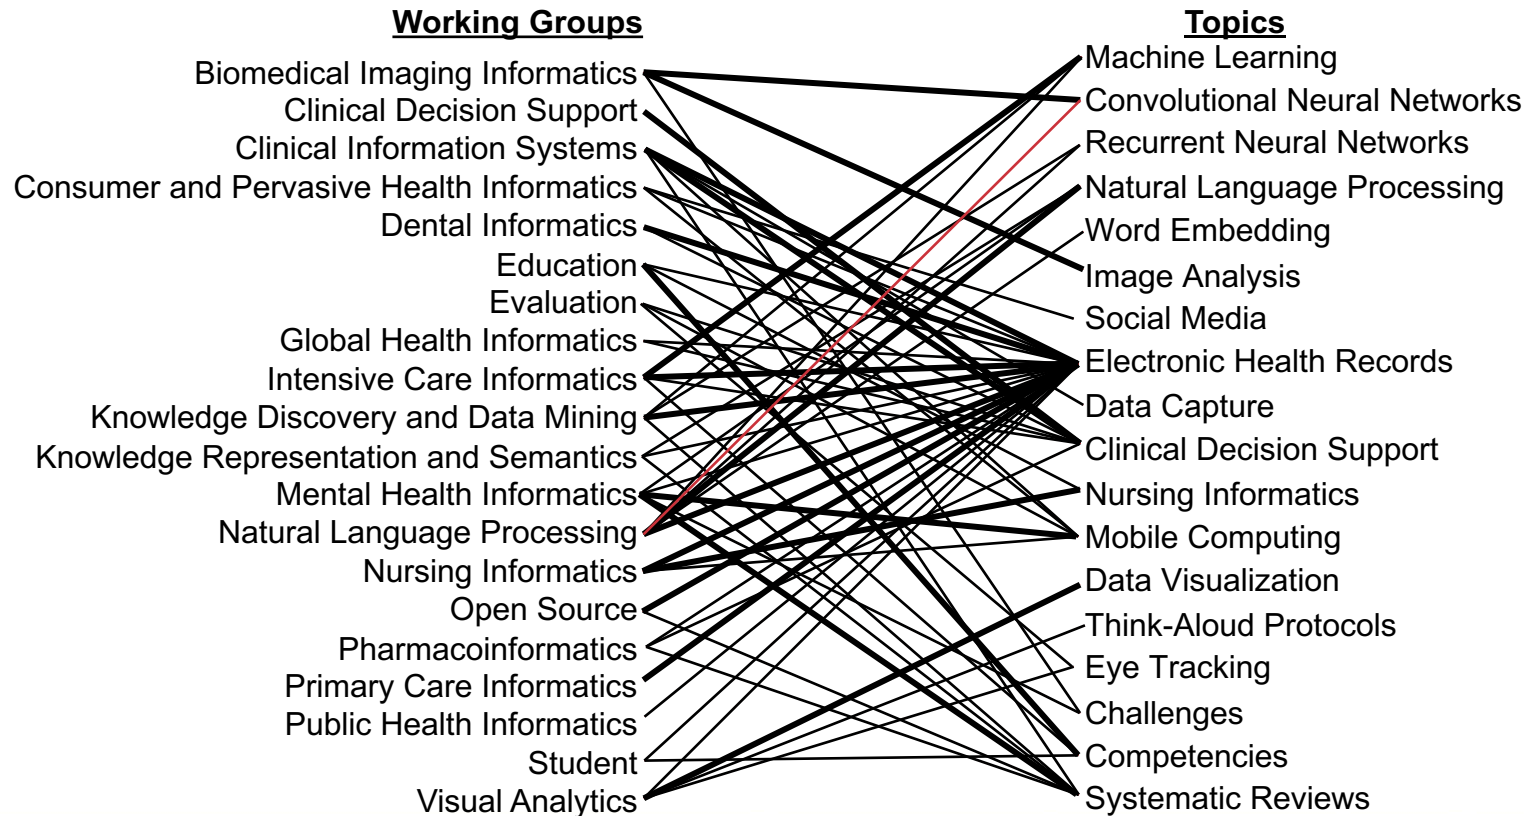 Working Groups
Biomedical Imaging Informatics
Clinical Decision Support
Clinical Information Systems
Consumer and Pervasive Health Informatics
Dental Informatics
Education
Evaluation
Global Health Informatics
Intensive Care Informatics
Knowledge Discovery and Data Mining
Knowledge Representation and Semantics
Mental Health Informatics
Natural Language Processing
Nursing Informatics
Open Source
Pharmacoinformatics
Primary Care Informatics
Public Health Informatics
Student
Visual Analytics
Topics
Machine Learning
Convolutional Neural Networks
Recurrent Neural Networks
Natural Language Processing
Word Embedding
Image Analysis
Social Media
Electronic Health Records
Data Capture
Clinical Decision Support
Nursing Informatics
Mobile Computing
Data Visualization
Think-Aloud Protocols
Eye Tracking
Challenges
Competencies
Systematic Reviews